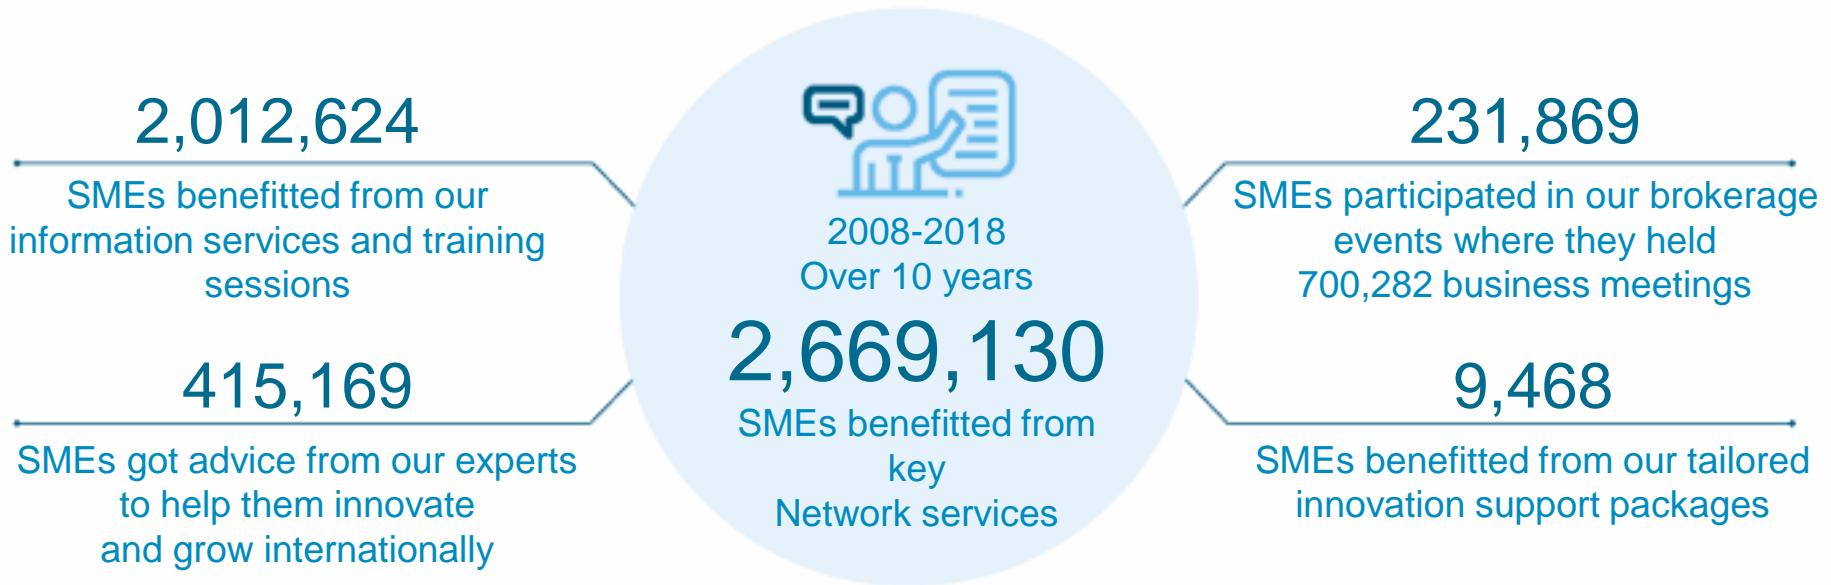 2,012,624
SMEs benefitted from our
information services and training
sessions
415,169
SMEs got advice from our experts
to help them innovate
and grow internationally
2008-2018
Over 10 years
2,669,130
SMEs benefitted from
key
Network services
231,869
SMEs participated in our brokerage
events where they held
700,282 business meetings
9,468
SMEs benefitted from our tailored
innovation support packages